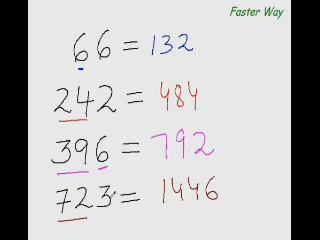 Faster Way
66 = 132
242 = 484
396 = 792
723 = 1446